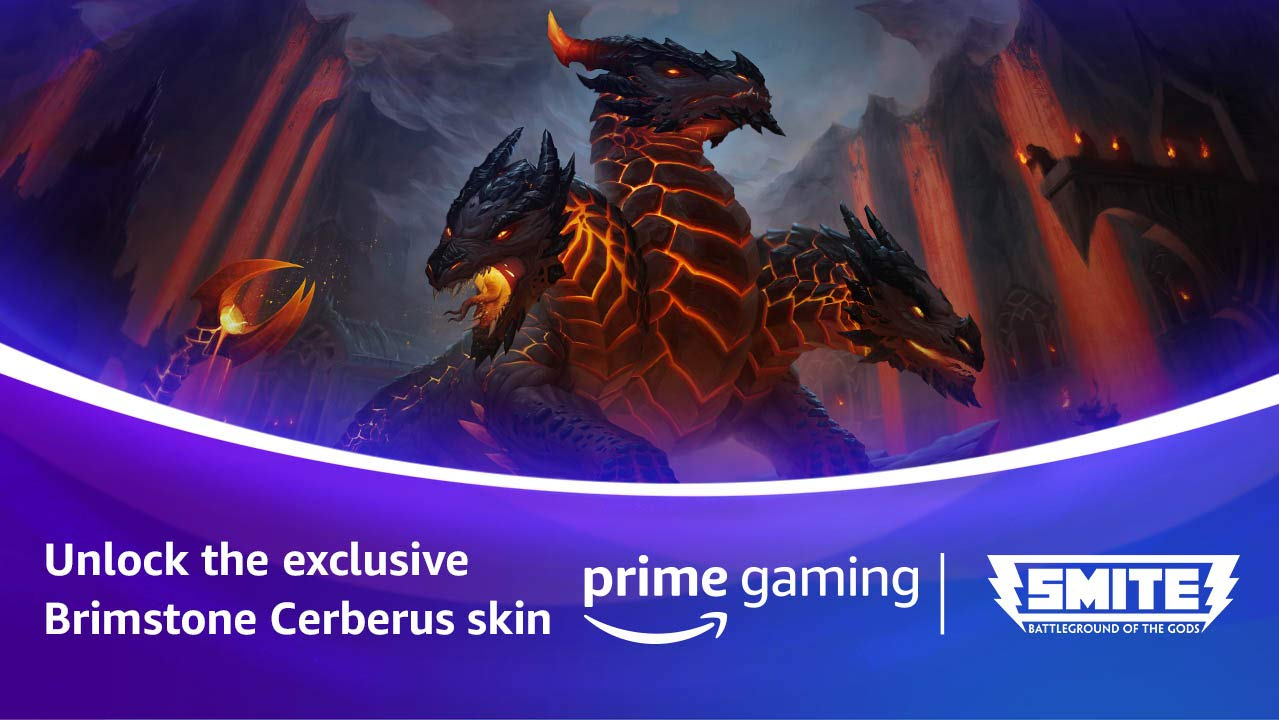 Unlock the exclusive
Brimstone Cerberus skin
prime gaming
SMITE
BATTLEGROUND OF THE GODS